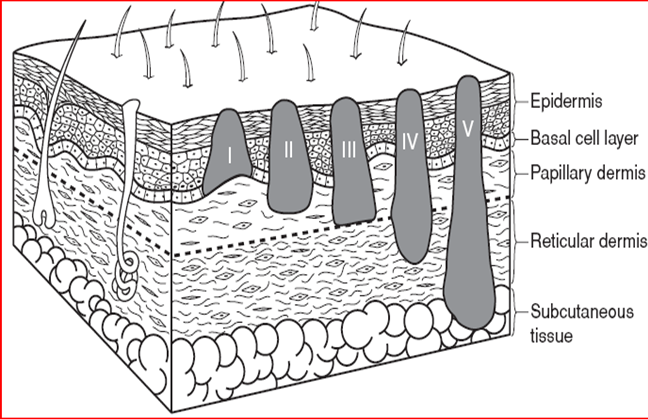 I
II
III
IV
V
Epidermis
Basal cell layer
Papillary dermis
Reticular dermis
Subcutaneous
tissue